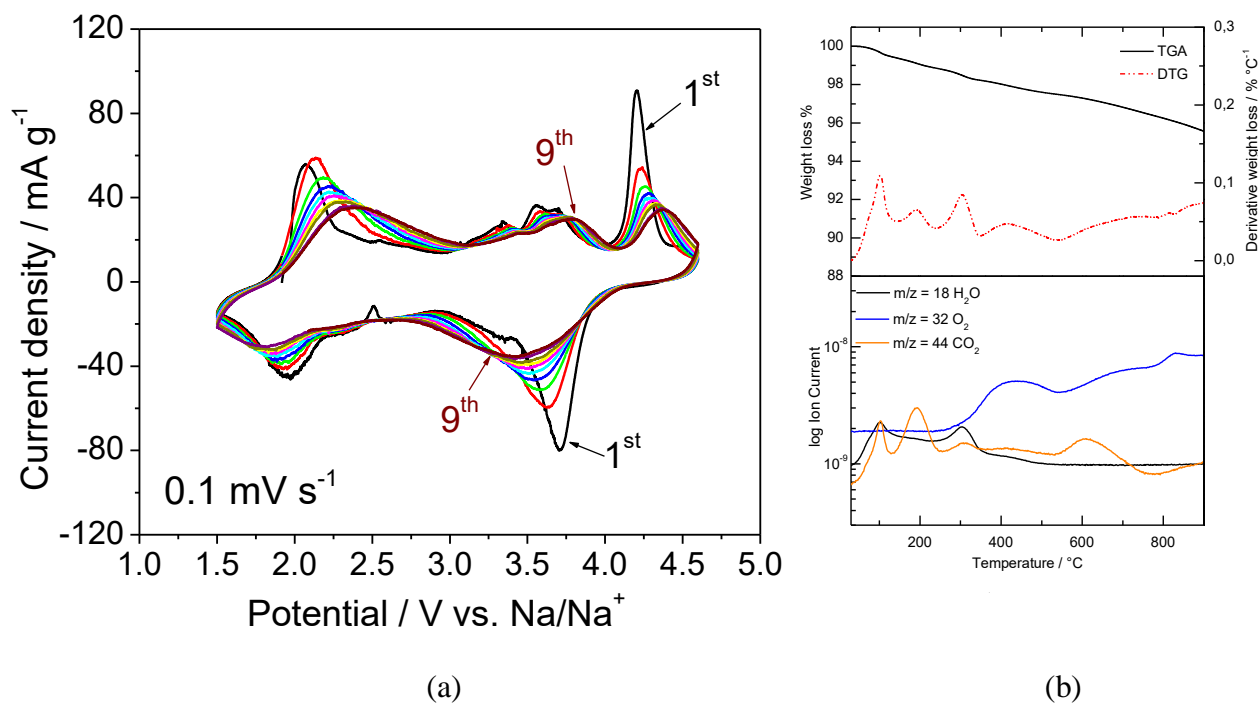 120
80
40
0
-40
-80
-120
Current density / mA g⁻¹
1ˢᵗ
9ᵗʰ
9ᵗʰ
1ˢᵗ
0.1 mV s⁻¹
1.0 1.5 2.0 2.5 3.0 3.5 4.0 4.5 5.0
Potential / V vs. Na/Na⁺
(a)
100
98
96
94
92
90
88
Weight loss %
TGA
DTG
0,3
0,2
0,1
0,0
Derivative weight loss / % °C⁻¹
m/z = 18 H₂O
m/z = 32 O₂
m/z = 44 CO₂
10⁻⁸
10⁻⁹
log Ion Current
200 400 600 800
Temperature / °C
(b)